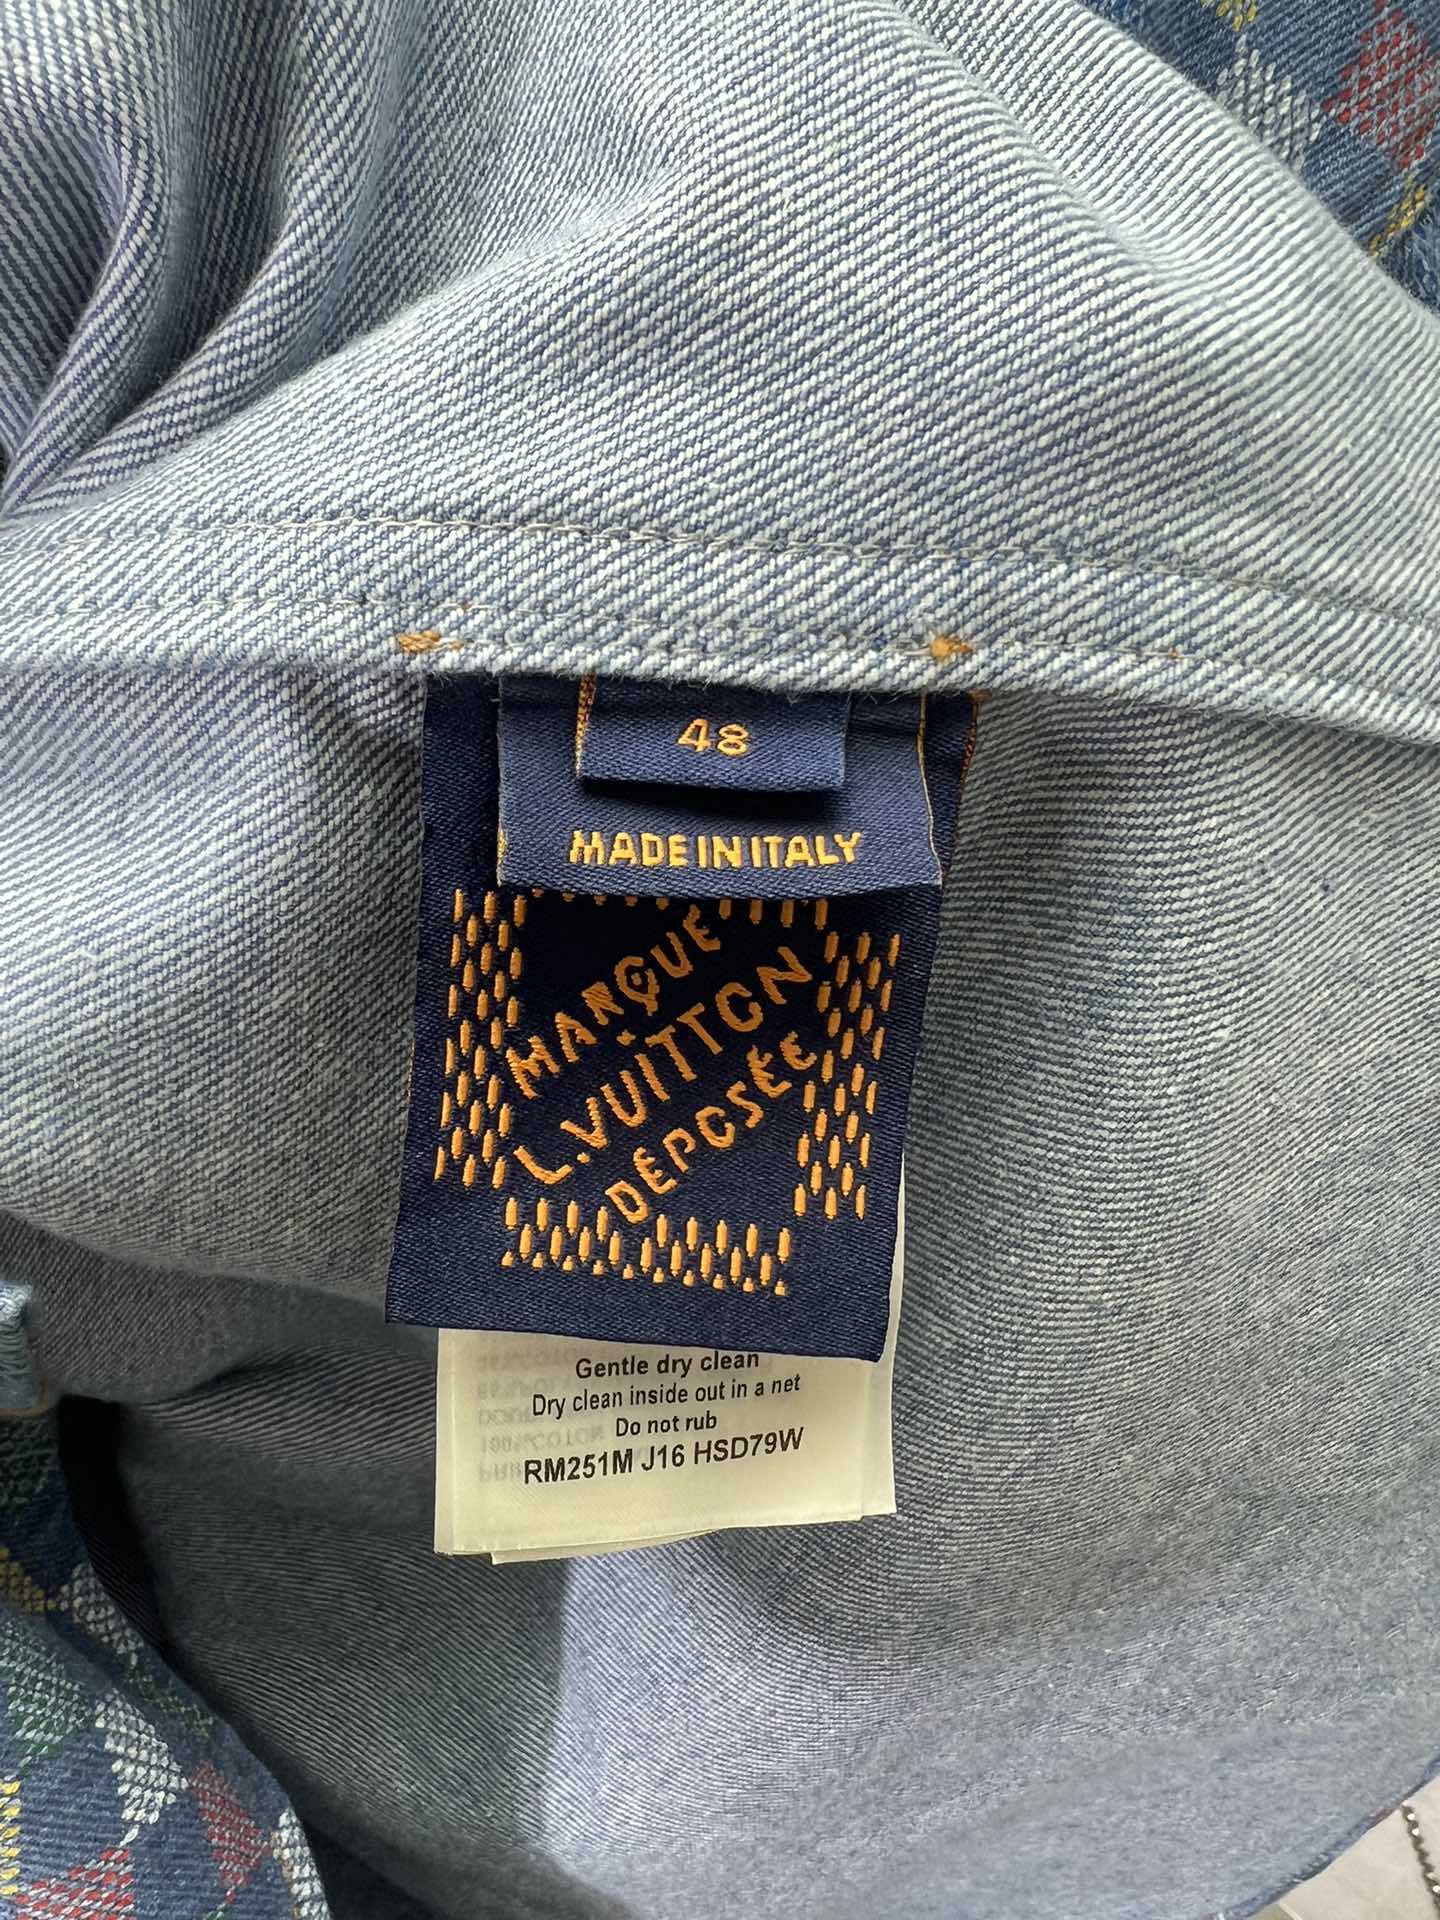 48
MADE IN ITALY
MARQUE
L.VUITTON
DÉPOSÉE
Gentle dry clean
Dry clean inside out in a net
Do not rub
RM251M J16 HSD79W